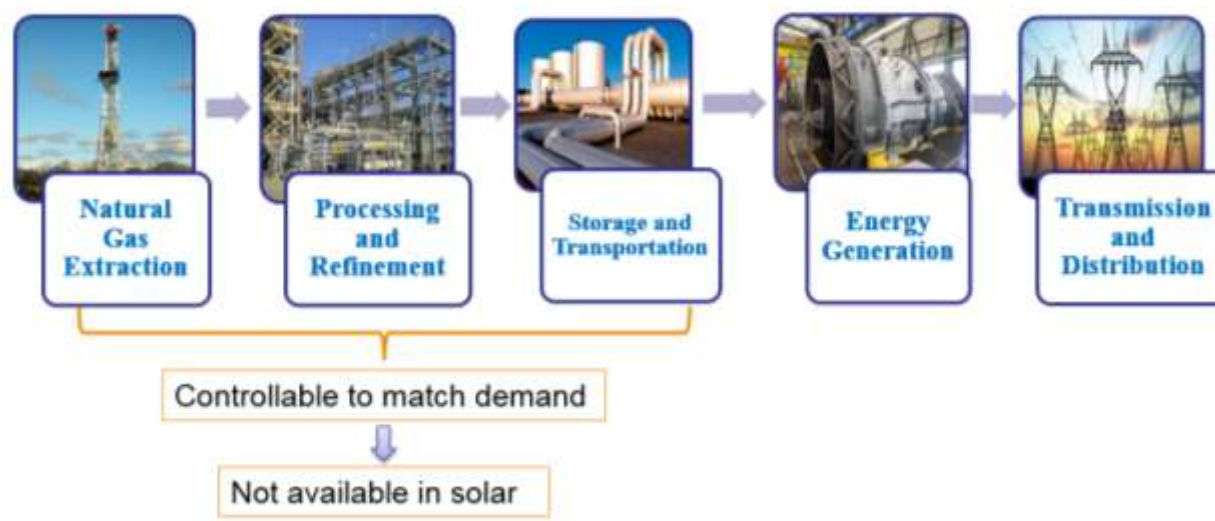 Natural
Gas
Extraction
Processing
and
Refinement
Storage and
Transportation
Energy
Generation
Transmission
and
Distribution
Controllable to match demand
Not available in solar